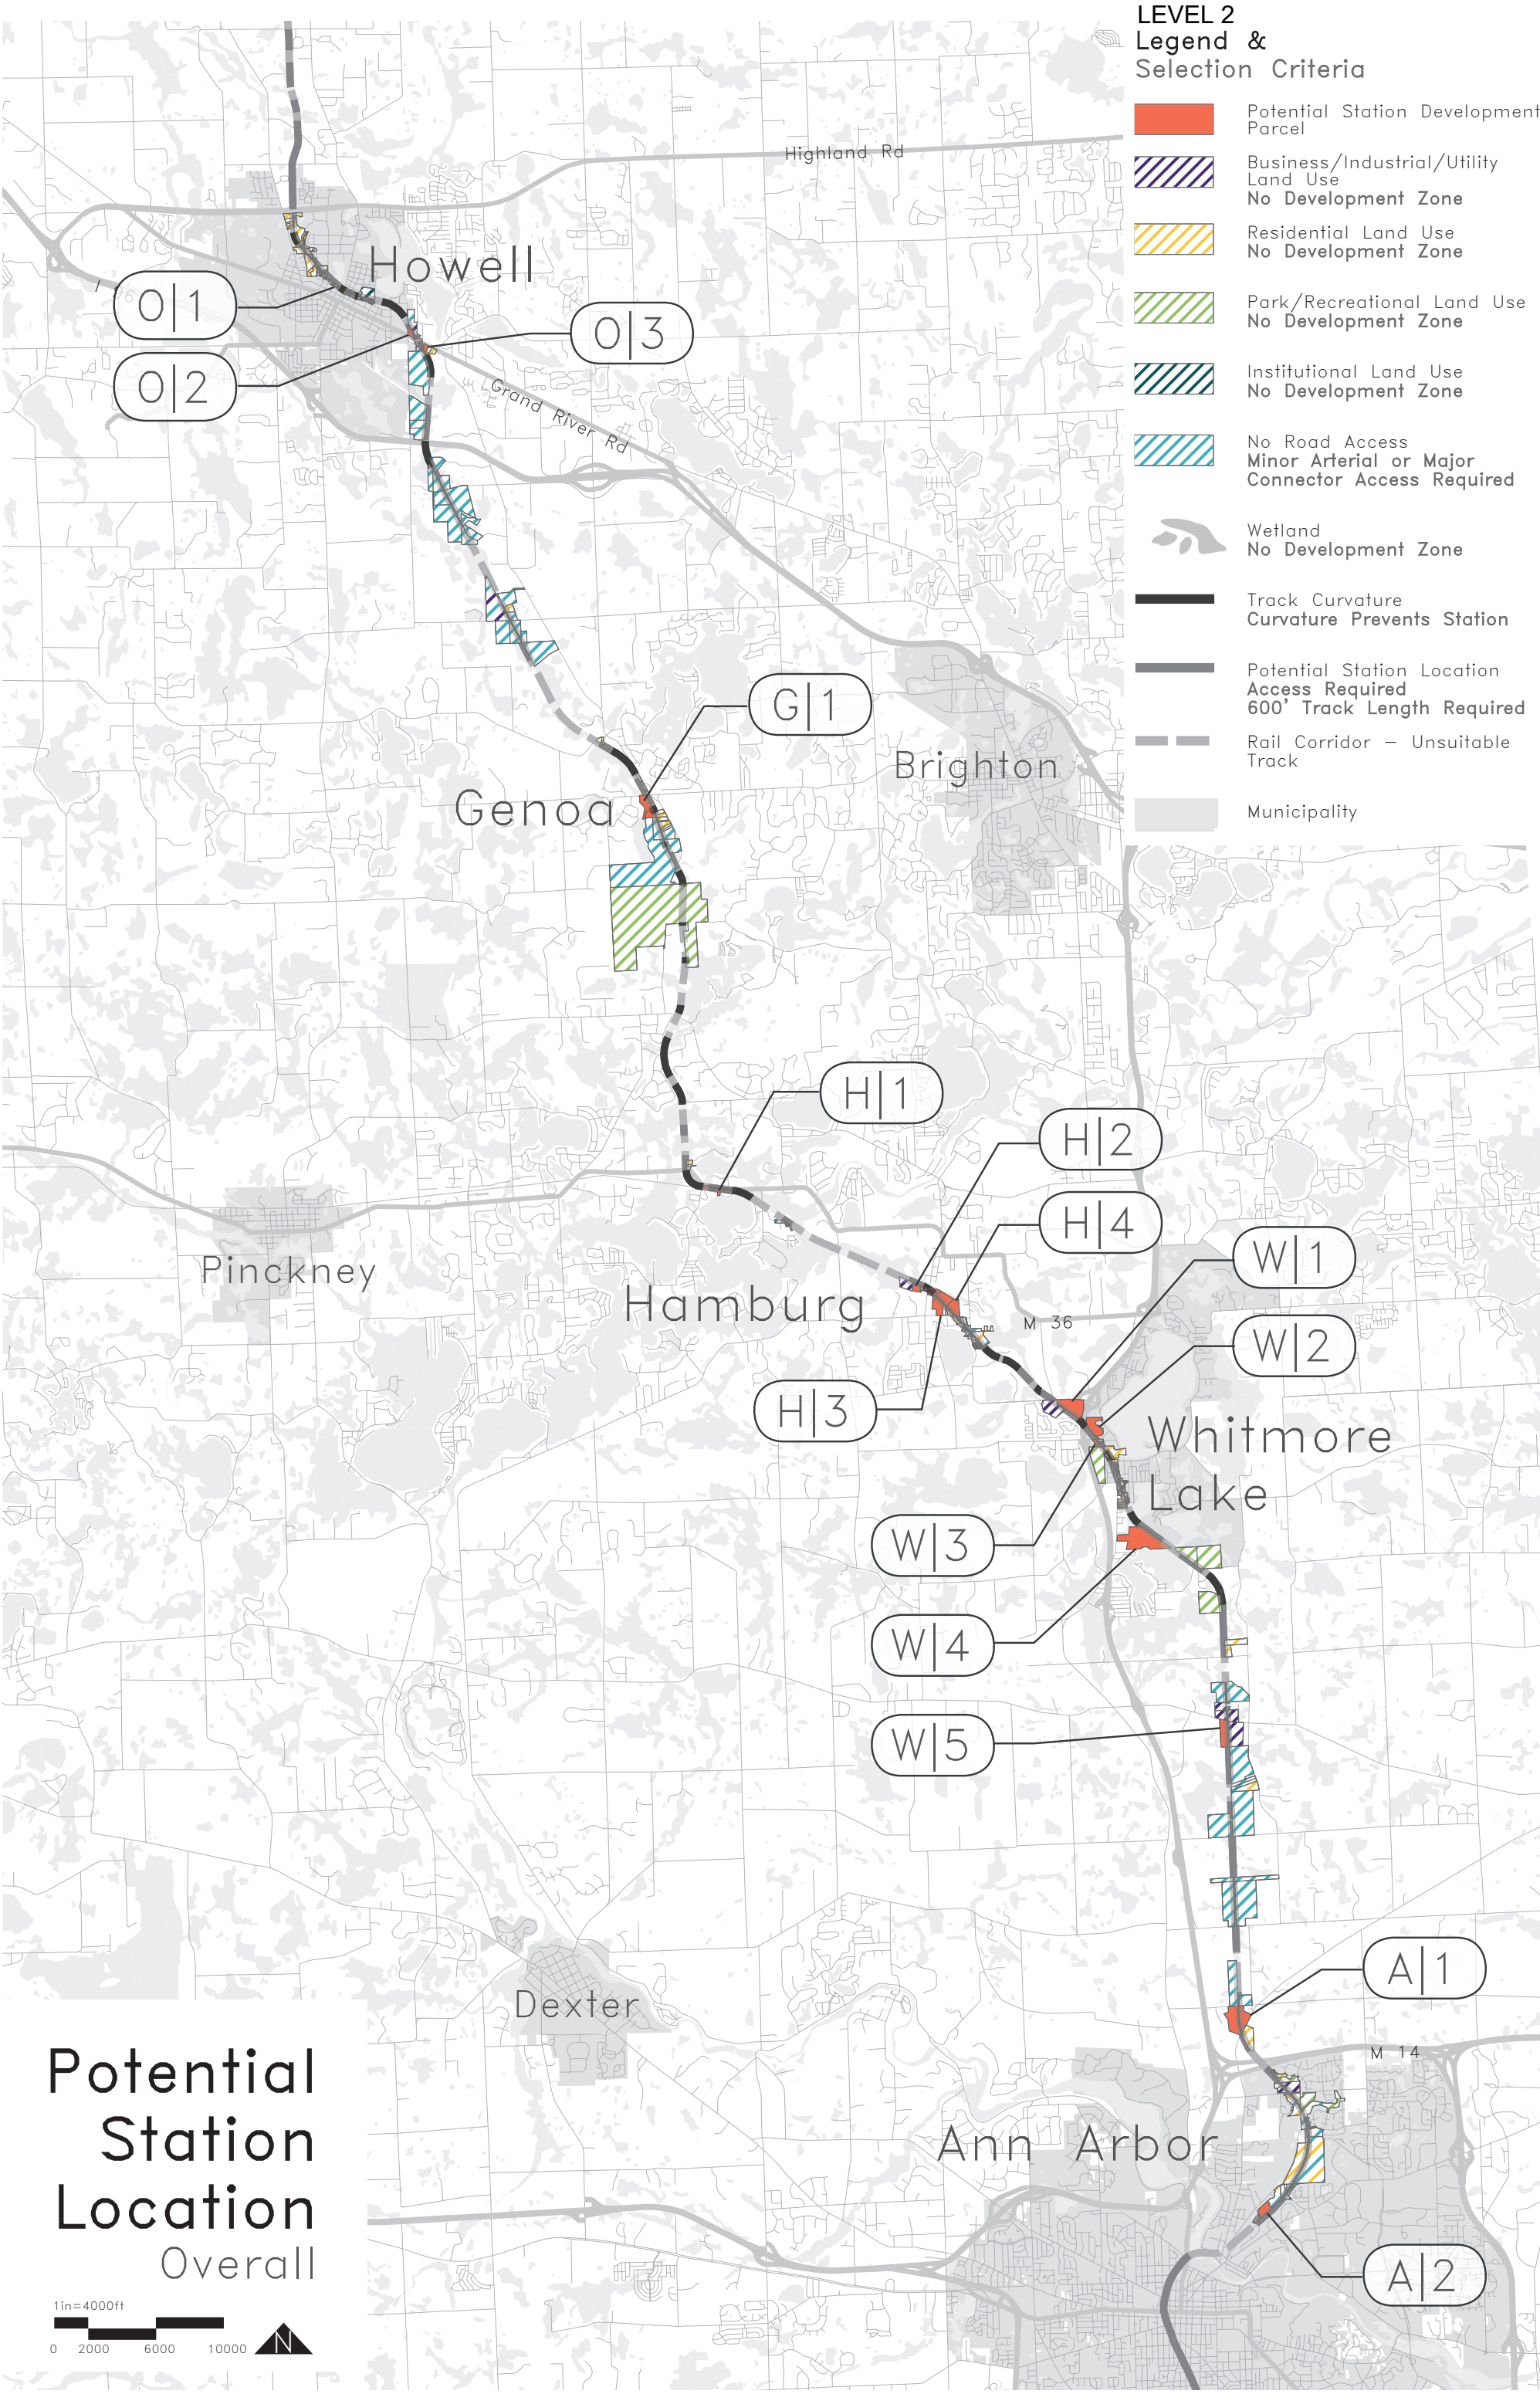 LEVEL 2
Legend &
Selection Criteria
Potential Station Development
Parcel
Business/Industrial/Utility
Land Use
No Development Zone
Residential Land Use
No Development Zone
Park/Recreational Land Use
No Development Zone
Institutional Land Use
No Development Zone
No Road Access
Minor Arterial or Major
Connector Access Required
Wetland
No Development Zone
Track Curvature
Curvature Prevents Station
Potential Station Location
Access Required
600' Track Length Required
Rail Corridor – Unsuitable
Track
Municipality
Highland Rd
Howell
O|1
O|3
O|2
Grand River Rd
G|1
Brighton
Genoa
H|1
H|2
H|4
W|1
Pinckney
Hamburg
M 36
W|2
H|3
Whitmore
Lake
W|3
W|4
W|5
A|1
Dexter
M 14
Ann Arbor
A|2
Potential
Station
Location
Overall
1in=4000ft
0 2000 6000 10000
N